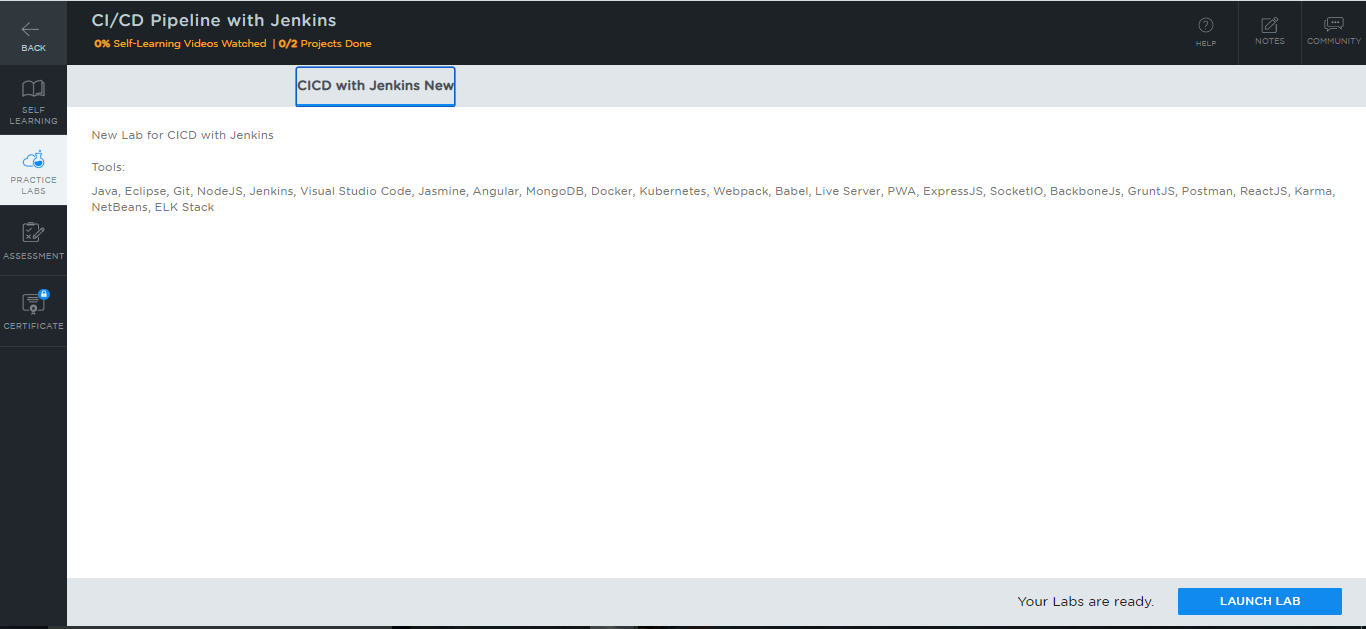 BACK
CI/CD Pipeline with Jenkins
0% Self-Learning Videos Watched | 0/2 Projects Done
HELP
NOTES
COMMUNITY
SELF
LEARNING
PRACTICE
LABS
ASSESSMENT
CERTIFICATE
CICD with Jenkins New
New Lab for CICD with Jenkins
Tools:
Java, Eclipse, Git, NodeJS, Jenkins, Visual Studio Code, Jasmine, Angular, MongoDB, Docker, Kubernetes, Webpack, Babel, Live Server, PWA, ExpressJS, SocketIO, BackboneJs, GruntJS, Postman, ReactJS, Karma,
NetBeans, ELK Stack
Your Labs are ready.
LAUNCH LAB